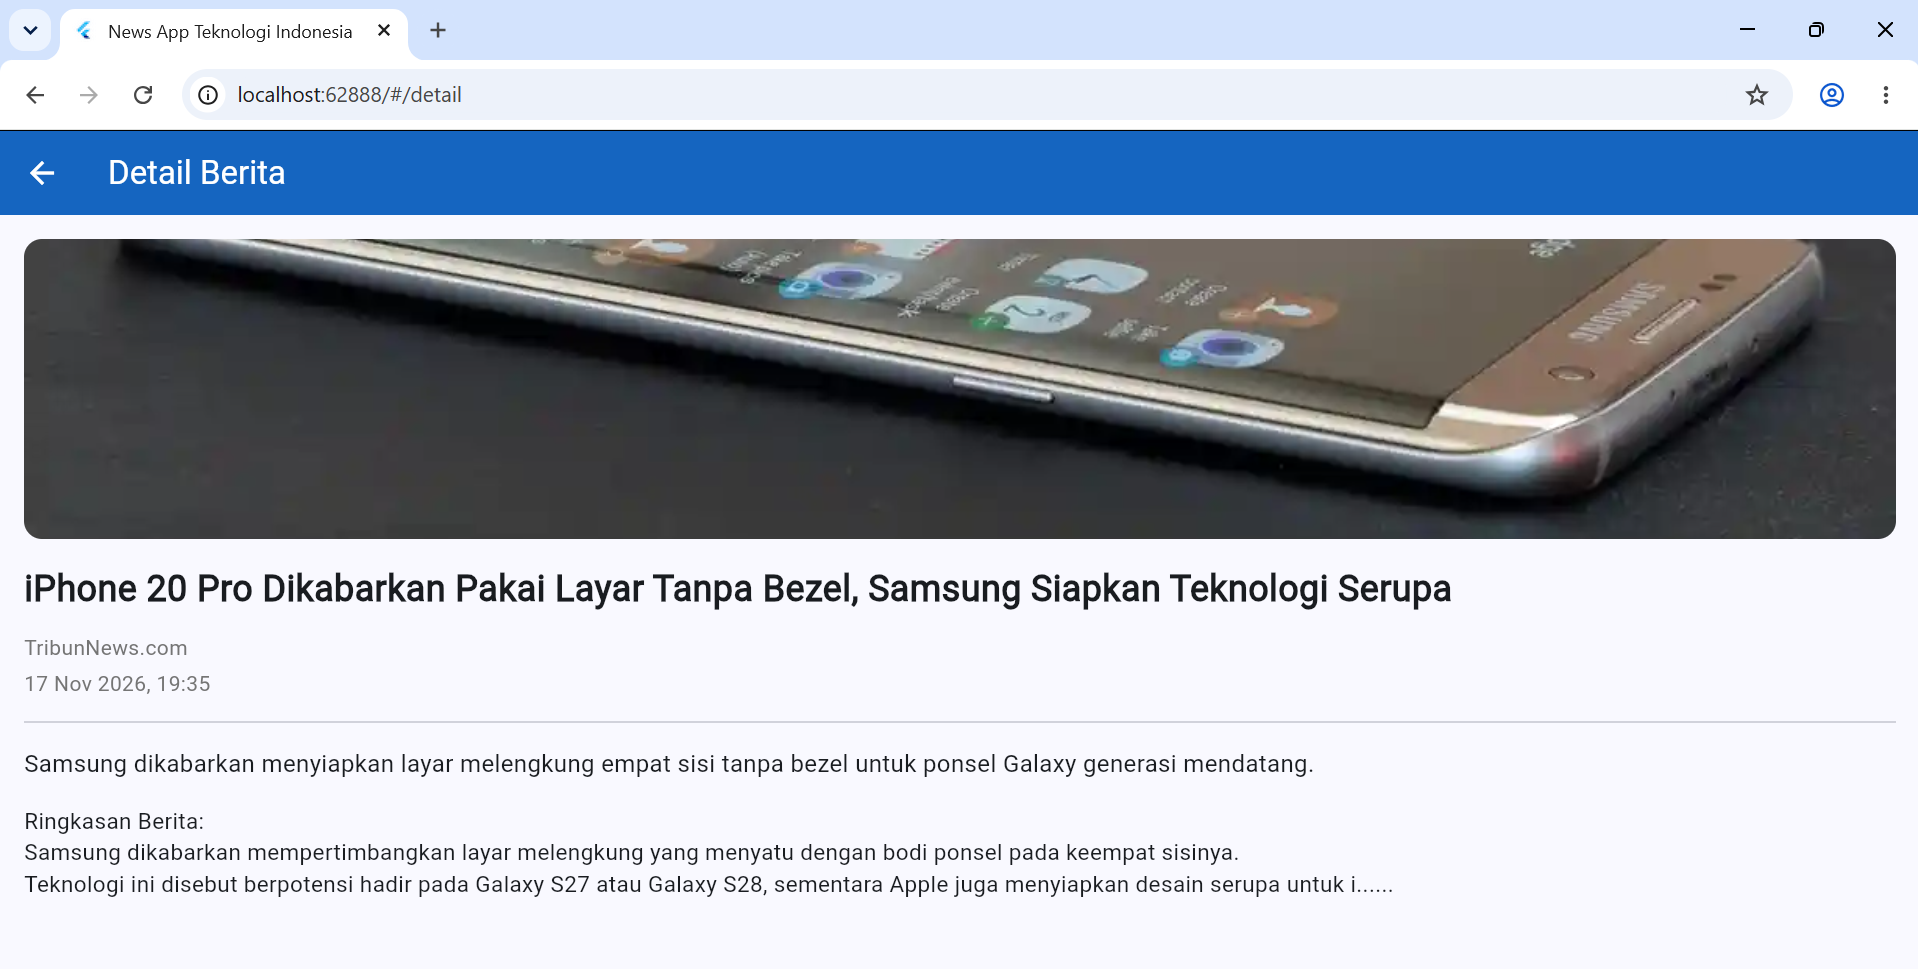 News App Teknologi Indonesia
localhost:62888/#/detail
Detail Berita
SAMSUNG
iPhone 20 Pro Dikabarkan Pakai Layar Tanpa Bezel, Samsung Siapkan Teknologi Serupa
TribunNews.com
17 Nov 2026, 19:35
Samsung dikabarkan menyiapkan layar melengkung empat sisi tanpa bezel untuk ponsel Galaxy generasi mendatang.
Ringkasan Berita:
Samsung dikabarkan mempertimbangkan layar melengkung yang menyatu dengan bodi ponsel pada keempat sisinya.
Teknologi ini disebut berpotensi hadir pada Galaxy S27 atau Galaxy S28, sementara Apple juga menyiapkan desain serupa untuk i......